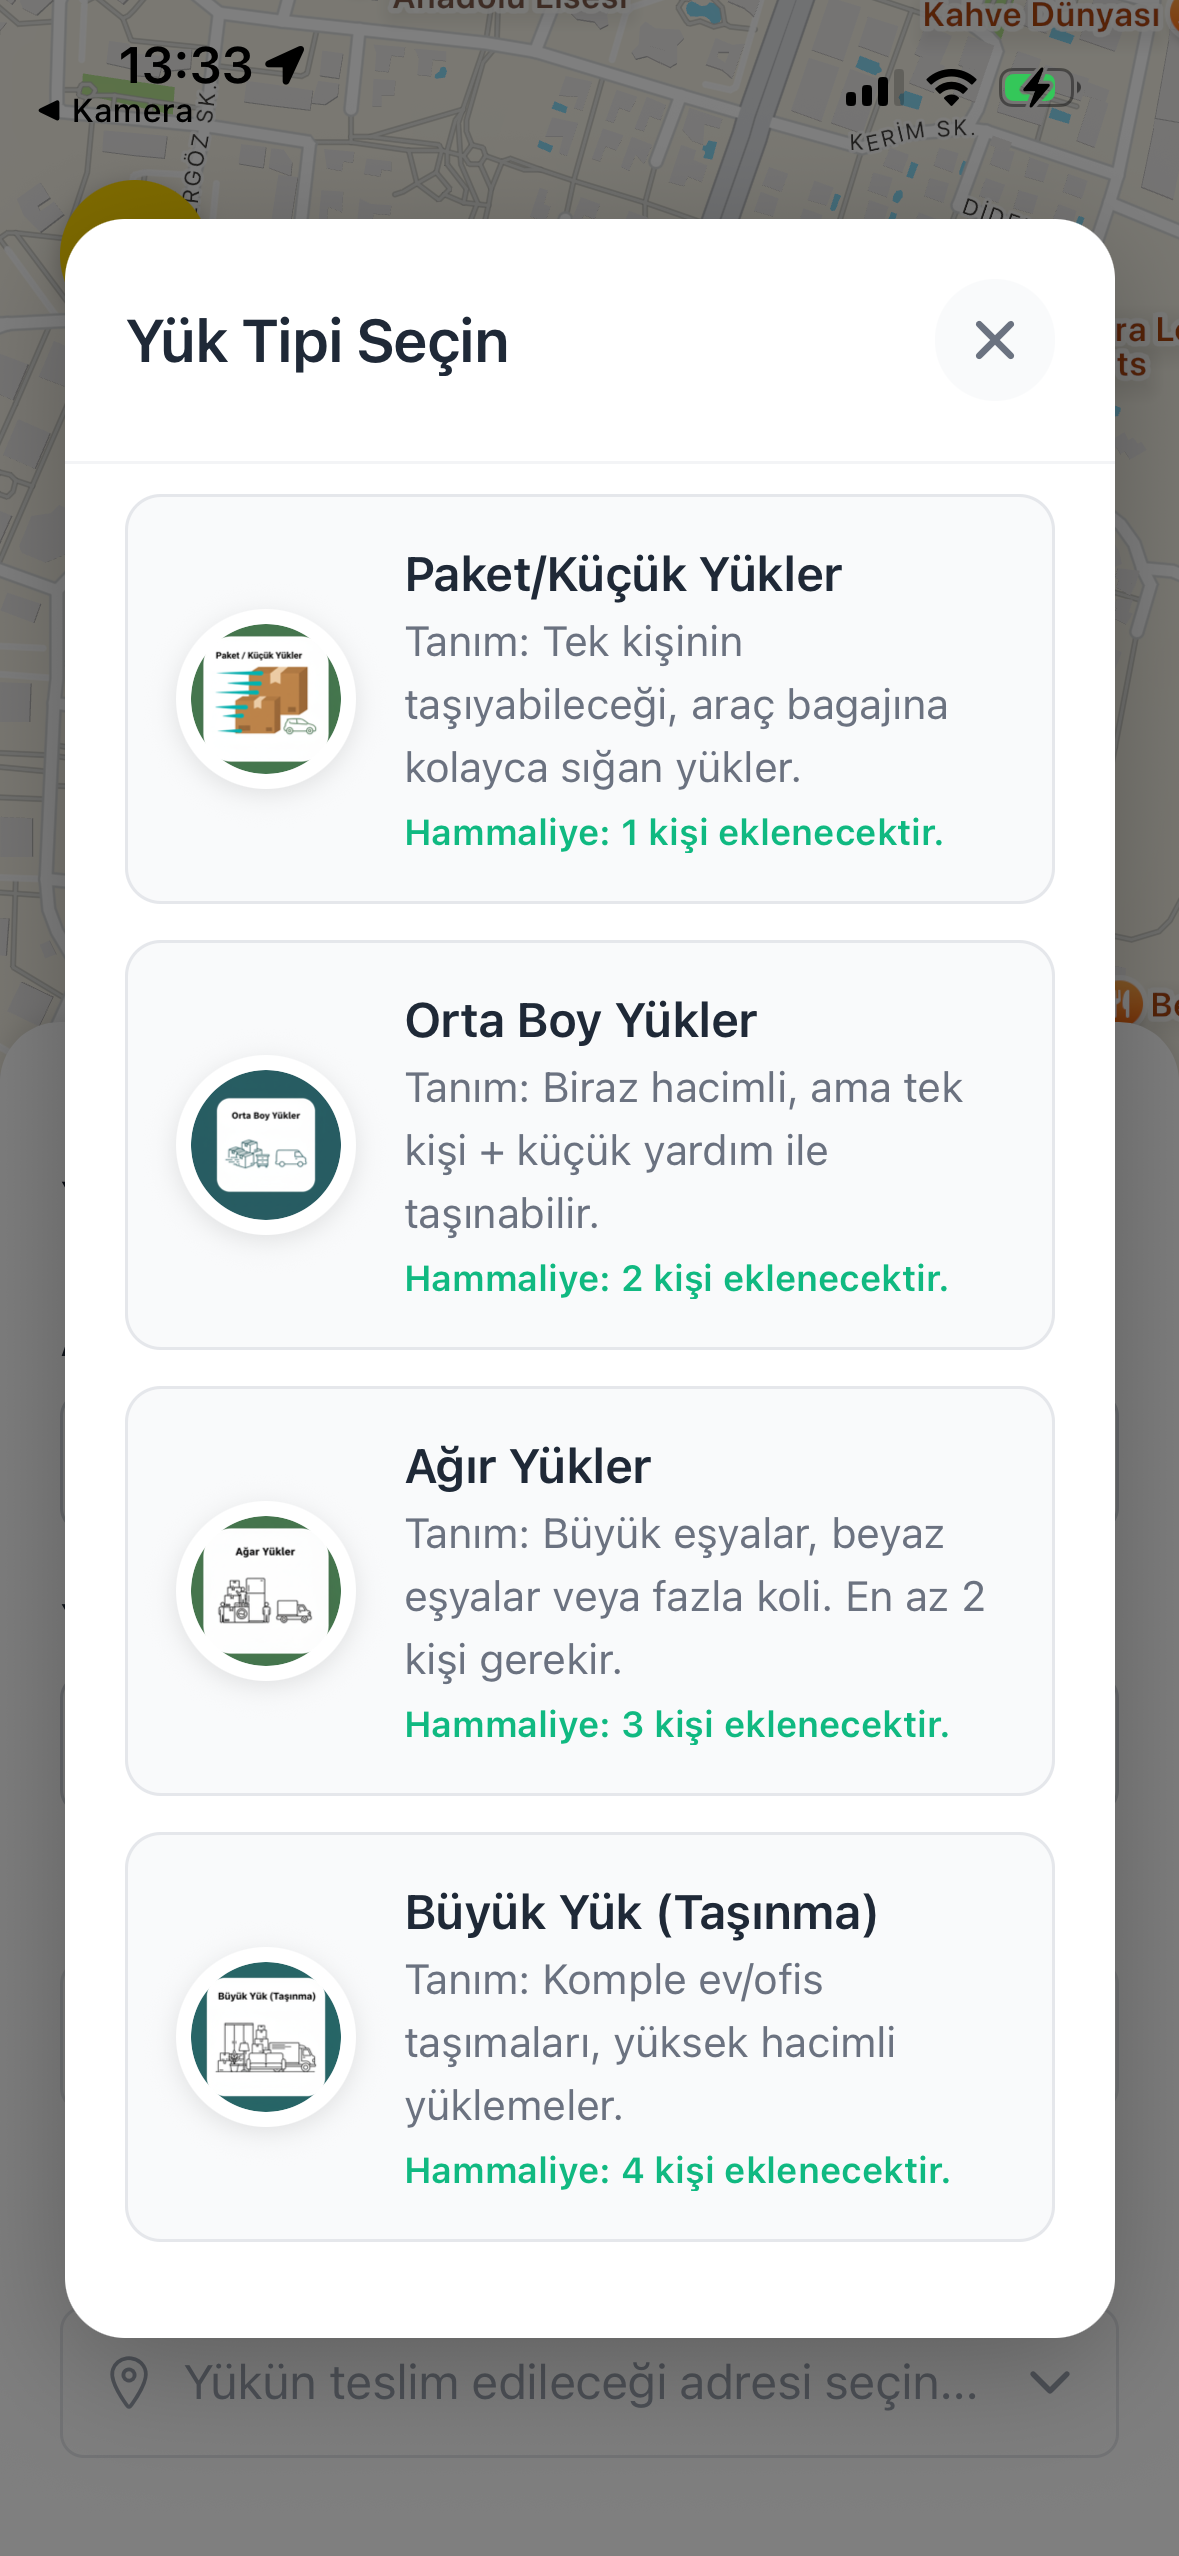 Anadolu Lisesi
Kahve Dünyası
13:33
Kamera
RGÖZ SK.
KERİM SK.
Yük Tipi Seçin
Paket/Küçük Yükler
Paket / Küçük Yükler
Tanım: Tek kişinin
taşıyabileceği, araç bagajına
kolayca sığan yükler.
Hammaliye: 1 kişi eklenecektir.
Orta Boy Yükler
Orta Boy Yükler
Tanım: Biraz hacimli, ama tek
kişi + küçük yardım ile
taşınabilir.
Hammaliye: 2 kişi eklenecektir.
Ağır Yükler
Ağar Yükler
Tanım: Büyük eşyalar, beyaz
eşyalar veya fazla koli. En az 2
kişi gerekir.
Hammaliye: 3 kişi eklenecektir.
Büyük Yük (Taşınma)
Büyük Yük (Taşınma)
Tanım: Komple ev/ofis
taşımaları, yüksek hacimli
yüklemeler.
Hammaliye: 4 kişi eklenecektir.
Yükün teslim edileceği adresi seçin...